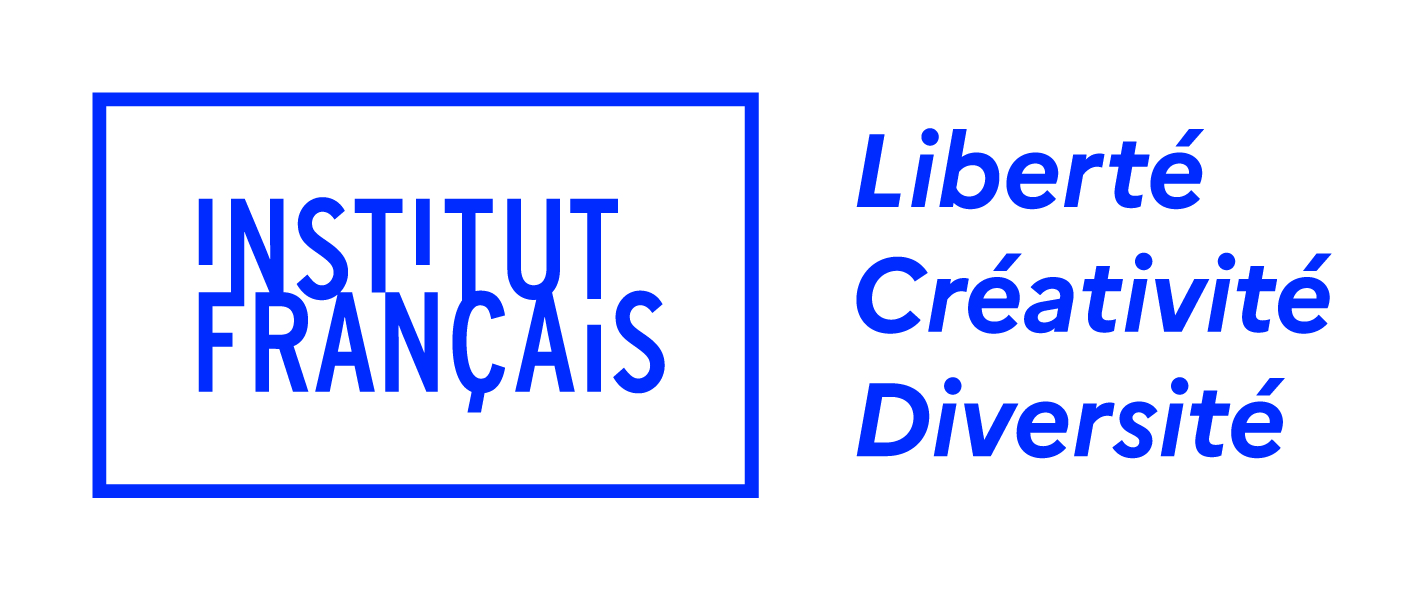 INSTITUT
FRANÇAIS
Liberté
Créativité
Diversité